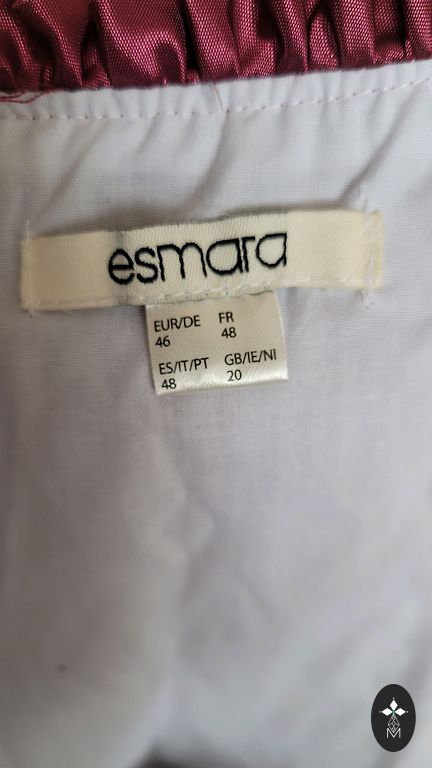 esmara
EUR/DE FR
46 48
ES/IT/PT GB/IE/NI
48 20
M